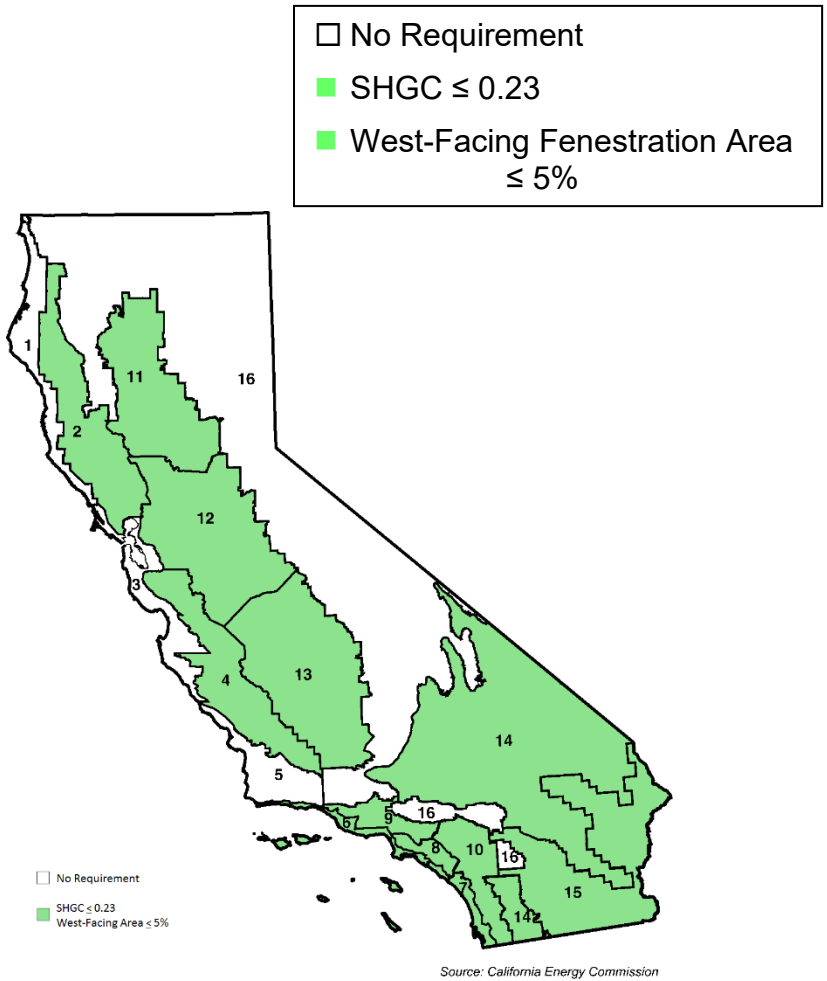 No Requirement
SHGC ≤ 0.23
West-Facing Fenestration Area
≤ 5%
1
11
16
2
12
3
13
4
14
5
16
6
9
8
10
16
7
15
14
No Requirement
SHGC ≤ 0.23
West-Facing Area ≤ 5%
Source: California Energy Commission